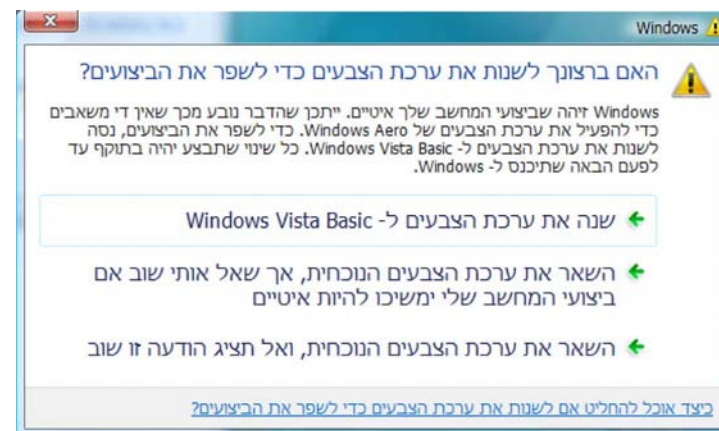 Windows
האם ברצונך לשנות את ערכת הצבעים כדי לשפר את הביצועים?
Windows זיהה שביצועי המחשב שלך איטיים. ייתכן שהדבר נובע מכך שאין די משאבים
כדי להפעיל את ערכת הצבעים של Windows Aero. כדי לשפר את הביצועים, נסה
לשנות את ערכת הצבעים ל- Windows Vista Basic. כל שינוי שתבצע יהיה בתוקף עד
לפעם הבאה שתיכנס ל- Windows.
שנה את ערכת הצבעים ל- Windows Vista Basic
השאר את ערכת הצבעים הנוכחית, אך שאל אותי שוב אם
ביצועי המחשב שלי ימשיכו להיות איטיים
השאר את ערכת הצבעים הנוכחית, ואל תציג הודעה זו שוב
כיצד אוכל להחליט אם לשנות את ערכת הצבעים כדי לשפר את הביצועים?